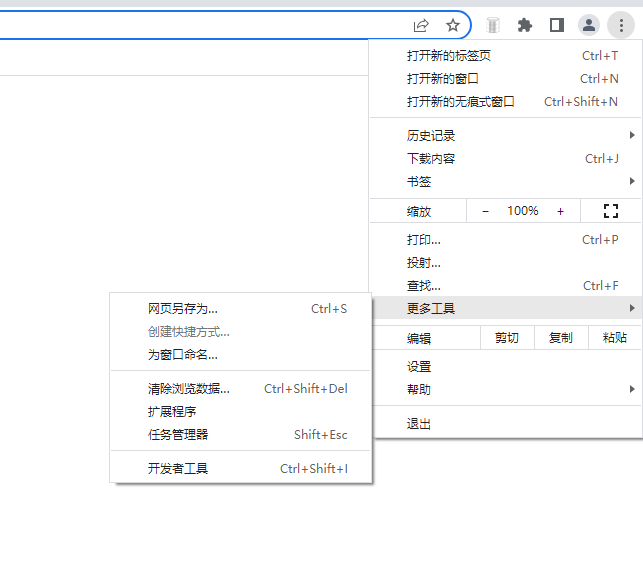 打开新的标签页 Ctrl+T
打开新的窗口 Ctrl+N
打开新的无痕式窗口 Ctrl+Shift+N
历史记录
下载内容 Ctrl+J
书签
缩放 − 100% +
打印... Ctrl+P
投射...
查找... Ctrl+F
更多工具
编辑 剪切 复制 粘贴
设置
帮助
退出
网页另存为... Ctrl+S
创建快捷方式...
为窗口命名...
清除浏览数据... Ctrl+Shift+Del
扩展程序
任务管理器 Shift+Esc
开发者工具 Ctrl+Shift+I